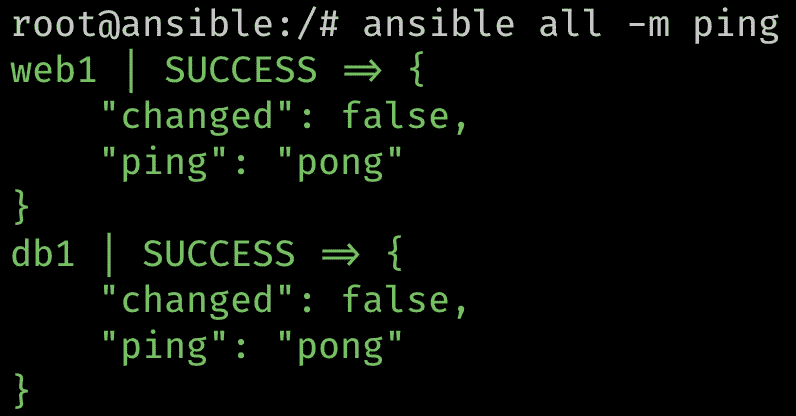 root@ansible:/# ansible all -m ping
web1 | SUCCESS => {
    "changed": false,
    "ping": "pong"
}
db1 | SUCCESS => {
    "changed": false,
    "ping": "pong"
}